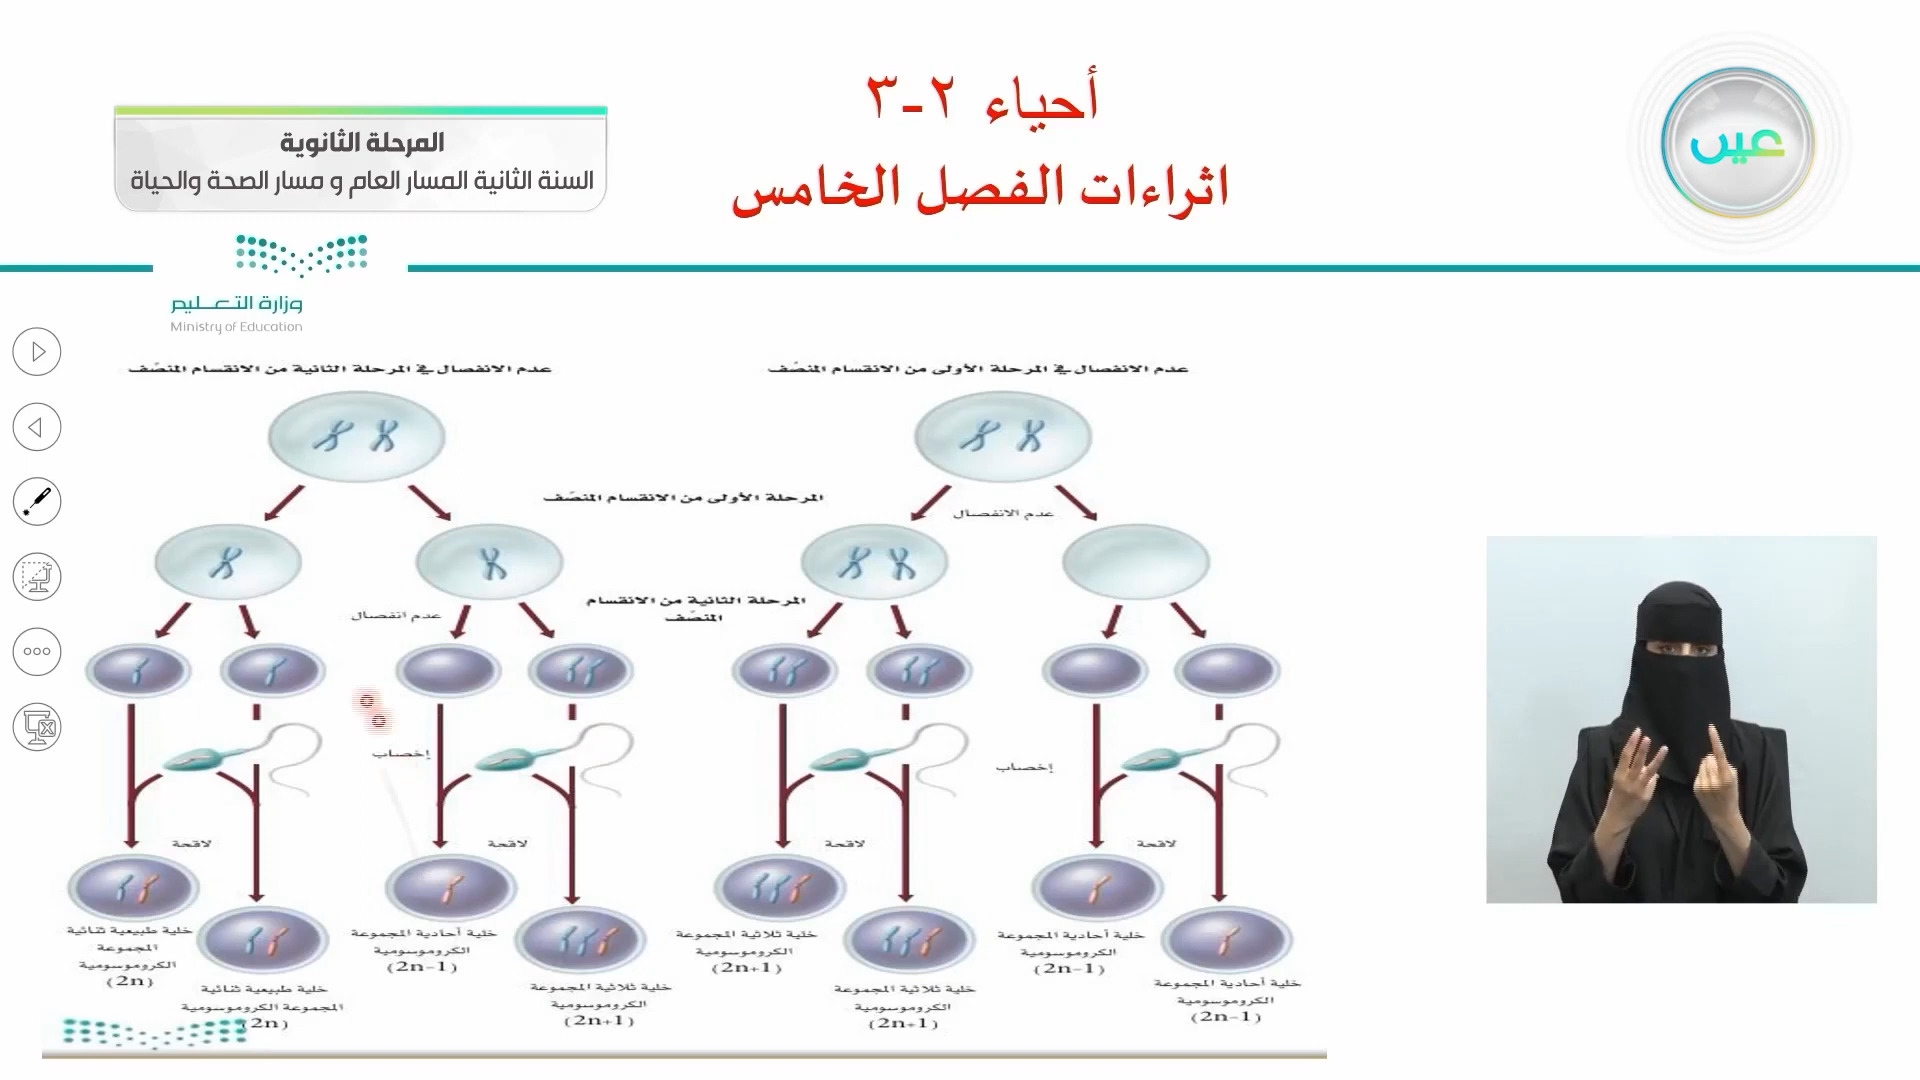 أحياء ٢-٣
اثراءات الفصل الخامس
عين
المرحلة الثانوية
السنة الثانية المسار العام و مسار الصحة والحياة
وزارة التعليم
Ministry of Education
عدم الانفصال في المرحلة الأولى من الانقسام المنصّف
عدم الانفصال في المرحلة الثانية من الانقسام المنصّف
المرحلة الأولى من الانقسام المنصّف
عدم الانفصال
المرحلة الثانية من الانقسام
المنصّف
عدم انفصال
إخصاب
إخصاب
لاقحة
لاقحة
لاقحة
لاقحة
خلية أحادية المجموعة
الكروموسومية
(2n-1)
خلية أحادية المجموعة
الكروموسومية
(2n-1)
خلية ثلاثية المجموعة
الكروموسومية
(2n+1)
خلية ثلاثية المجموعة
الكروموسومية
(2n+1)
خلية أحادية المجموعة
الكروموسومية
(2n-1)
خلية ثلاثية المجموعة
الكروموسومية
(2n+1)
خلية طبيعية ثنائية
المجموعة
الكروموسومية
(2n)
خلية طبيعية ثنائية
المجموعة الكروموسومية
(2n)